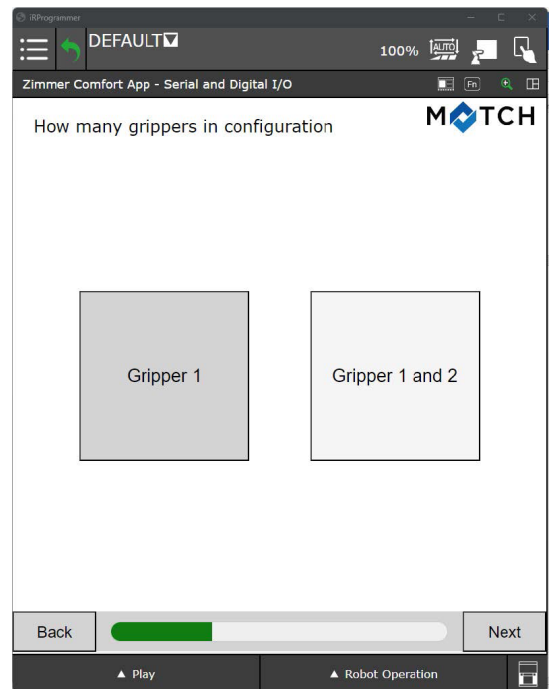 iRProgrammer
DEFAULT
100% AUTO
Zimmer Comfort App - Serial and Digital I/O
Fn
MOTCH
How many grippers in configuration
Gripper 1
Gripper 1 and 2
Back
Next
▲ Play
▲ Robot Operation